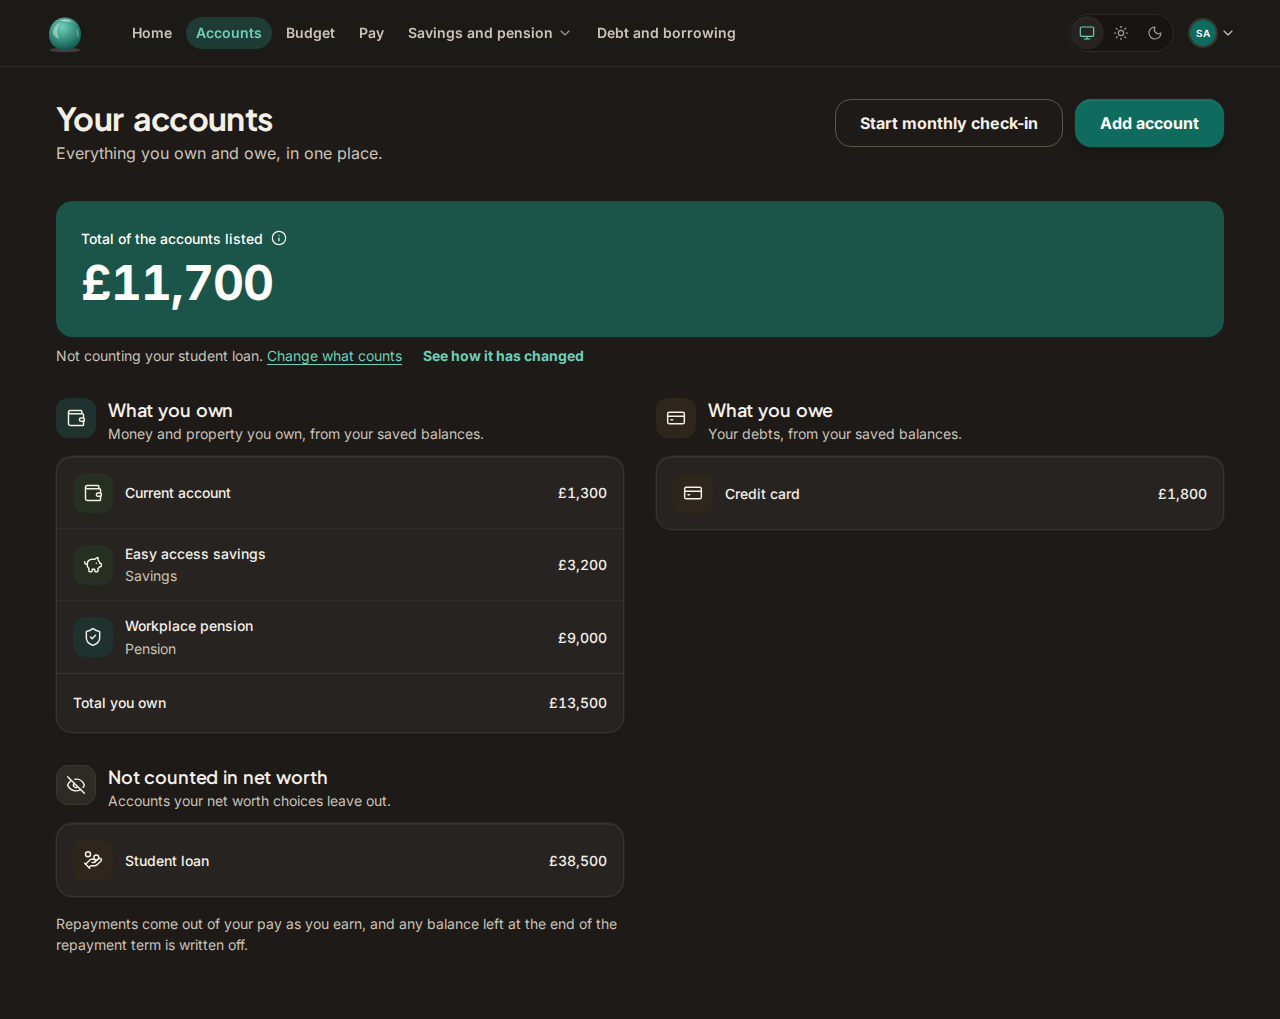 Home
Accounts
Budget
Pay
Savings and pension
Debt and borrowing
SA
Your accounts
Everything you own and owe, in one place.
Start monthly check-in
Add account
Total of the accounts listed
£11,700
Not counting your student loan. Change what counts
See how it has changed
What you own
Money and property you own, from your saved balances.
Current account
£1,300
Easy access savings
Savings
£3,200
Workplace pension
Pension
£9,000
Total you own
£13,500
What you owe
Your debts, from your saved balances.
Credit card
£1,800
Not counted in net worth
Accounts your net worth choices leave out.
Student loan
£38,500
Repayments come out of your pay as you earn, and any balance left at the end of the
repayment term is written off.